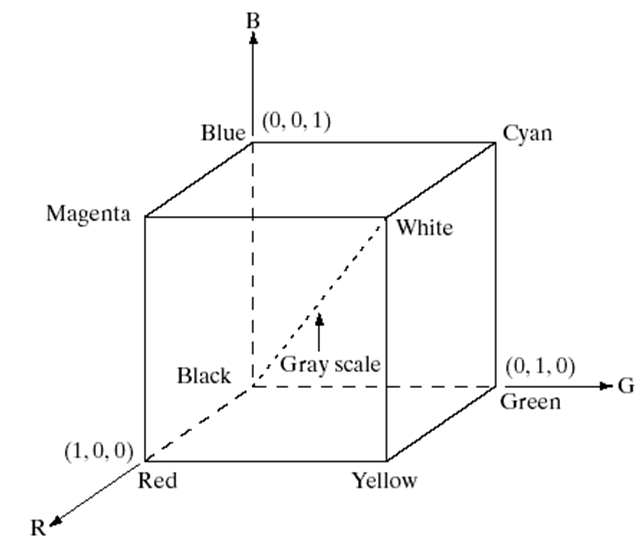 B
(0, 0, 1)
Blue
Cyan
Magenta
White
Gray scale
Black
(0, 1, 0)
G
Green
(1, 0, 0)
Red
Yellow
R